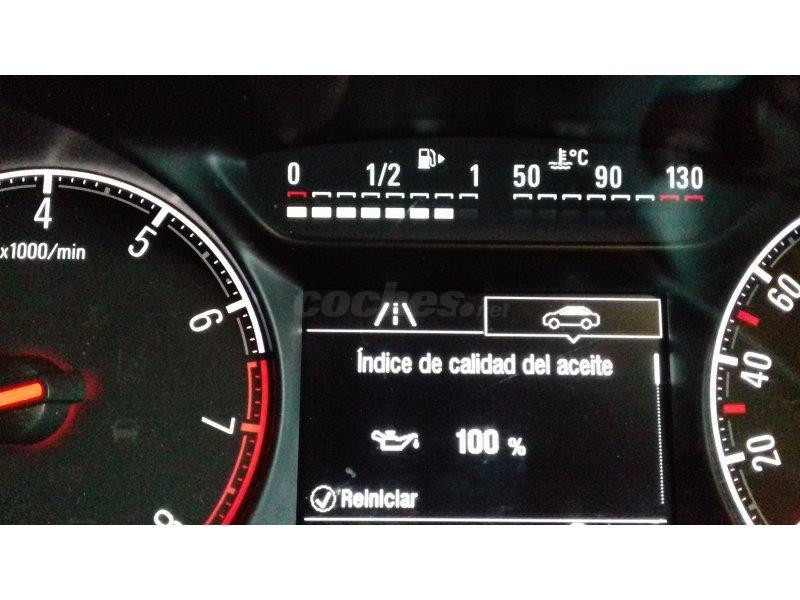 0 1/2 1 50 °C 90 130
4
5
x1000/min
6
7
8
coches.net
Índice de calidad del aceite
100 %
Reiniciar
60
40
20